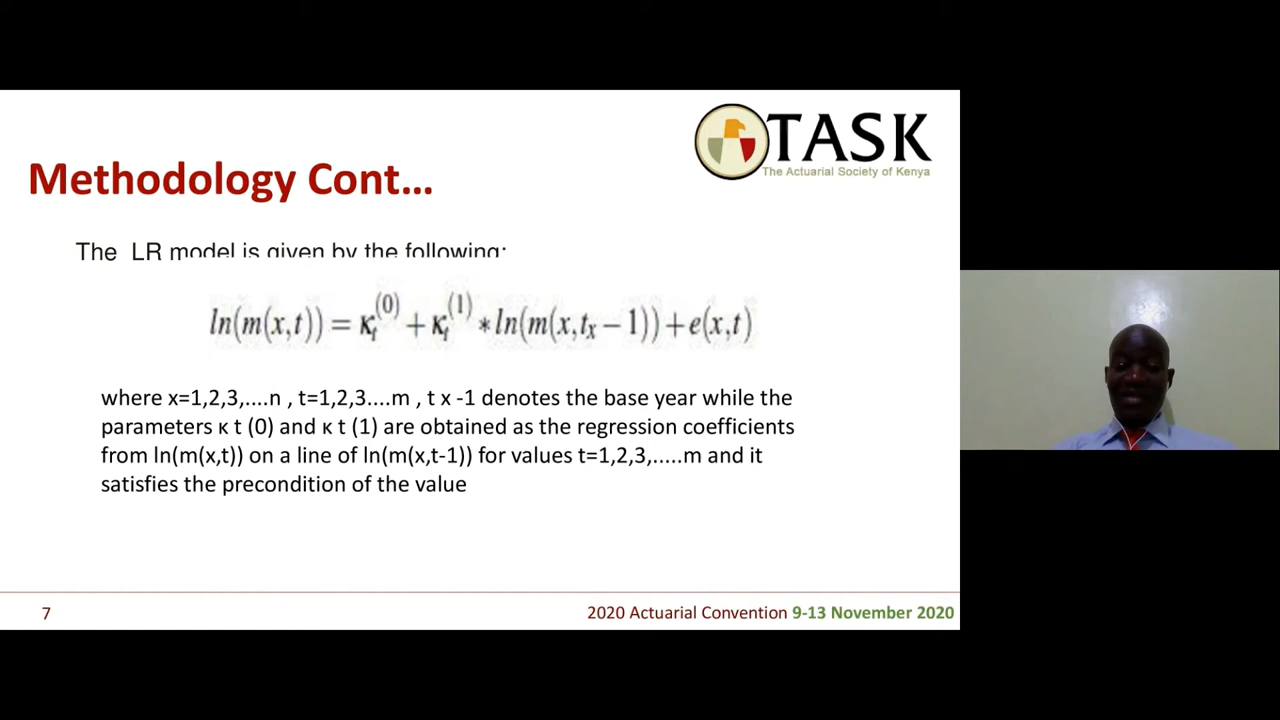 TASK
The Actuarial Society of Kenya
Methodology Cont...
The LR model is given by the following:
ln(m(x,t)) = κ_t^(0) + κ_t^(1) * ln(m(x,t_x − 1)) + e(x,t)
where x=1,2,3,....n , t=1,2,3....m , t x -1 denotes the base year while the
parameters κ t (0) and κ t (1) are obtained as the regression coefficients
from ln(m(x,t)) on a line of ln(m(x,t-1)) for values t=1,2,3,.....m and it
satisfies the precondition of the value
7
2020 Actuarial Convention 9-13 November 2020